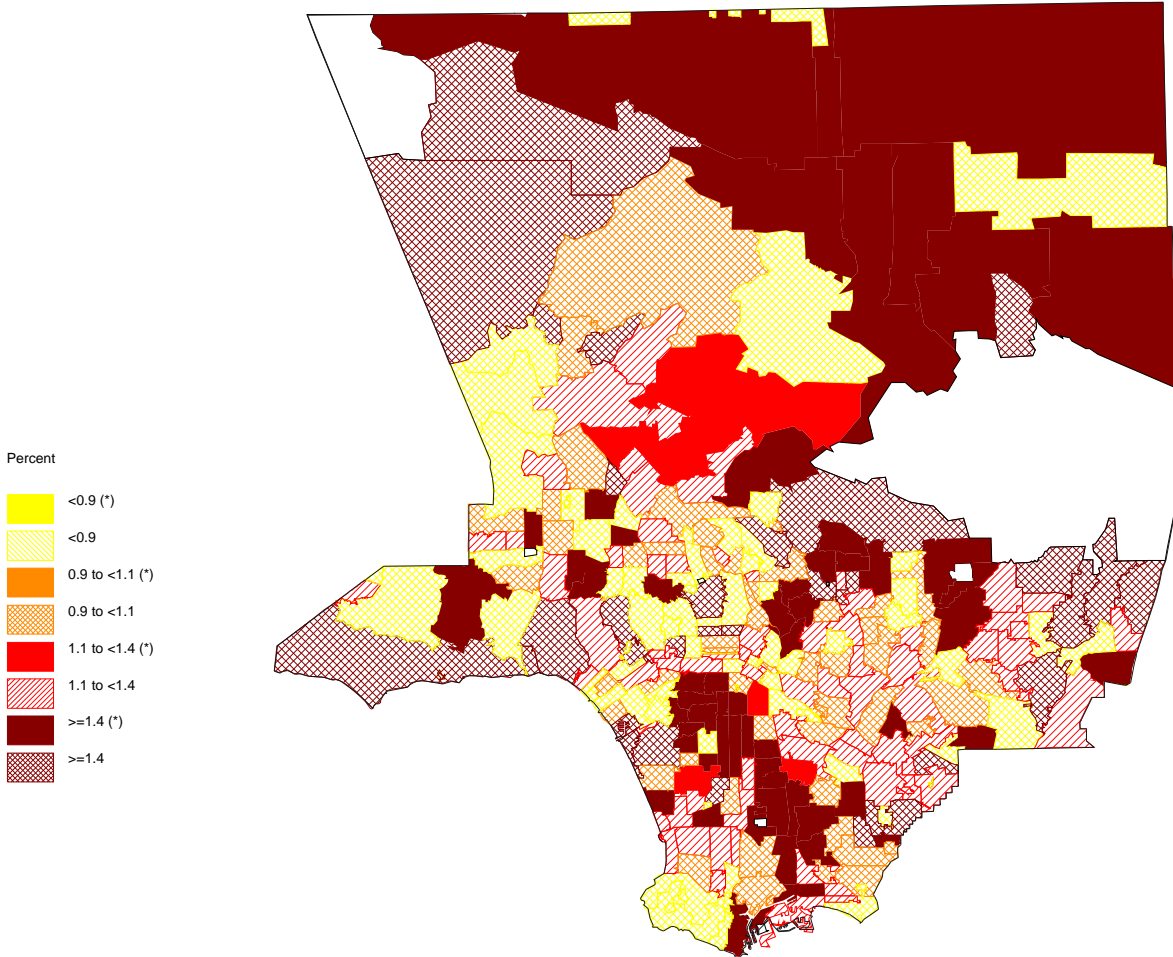 Percent
<0.9 (*)
<0.9
0.9 to <1.1 (*)
0.9 to <1.1
1.1 to <1.4 (*)
1.1 to <1.4
>=1.4 (*)
>=1.4